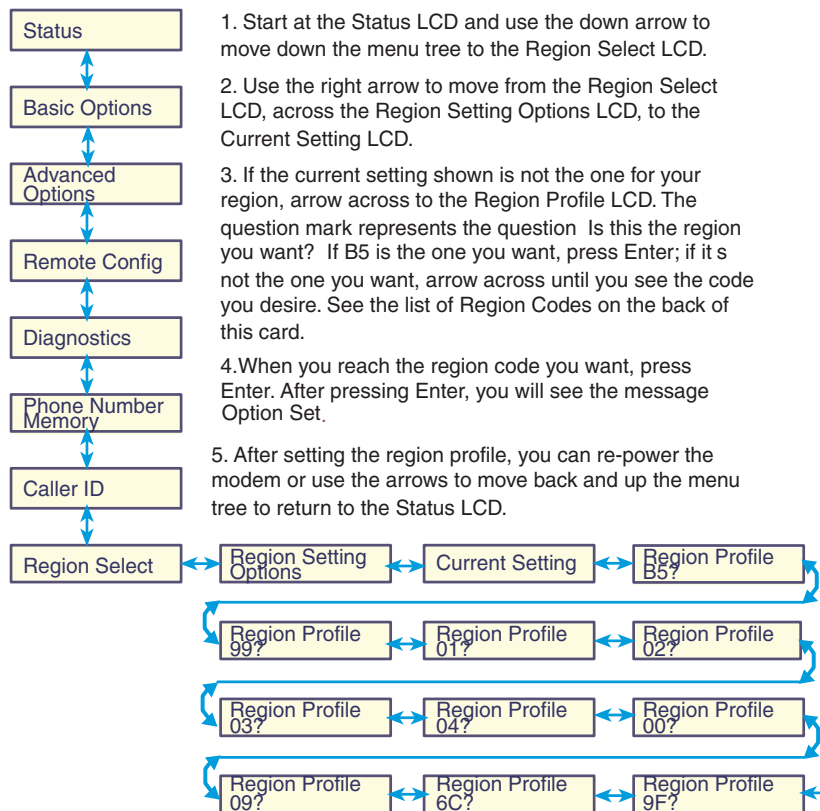 Status
Basic Options
Advanced
Options
Remote Config
Diagnostics
Phone Number
Memory
Caller ID
1. Start at the Status LCD and use the down arrow to
move down the menu tree to the Region Select LCD.
2. Use the right arrow to move from the Region Select
LCD, across the Region Setting Options LCD, to the
Current Setting LCD.
3. If the current setting shown is not the one for your
region, arrow across to the Region Profile LCD. The
question mark represents the question  Is this the region
you want?  If B5 is the one you want, press Enter; if it s
not the one you want, arrow across until you see the code
you desire. See the list of Region Codes on the back of
this card.
4.When you reach the region code you want, press
Enter. After pressing Enter, you will see the message
Option Set.
5. After setting the region profile, you can re-power the
modem or use the arrows to move back and up the menu
tree to return to the Status LCD.
Region Select
Region Setting
Options
Current Setting
Region Profile
B5?
Region Profile
99?
Region Profile
01?
Region Profile
02?
Region Profile
03?
Region Profile
04?
Region Profile
00?
Region Profile
09?
Region Profile
6C?
Region Profile
9F?